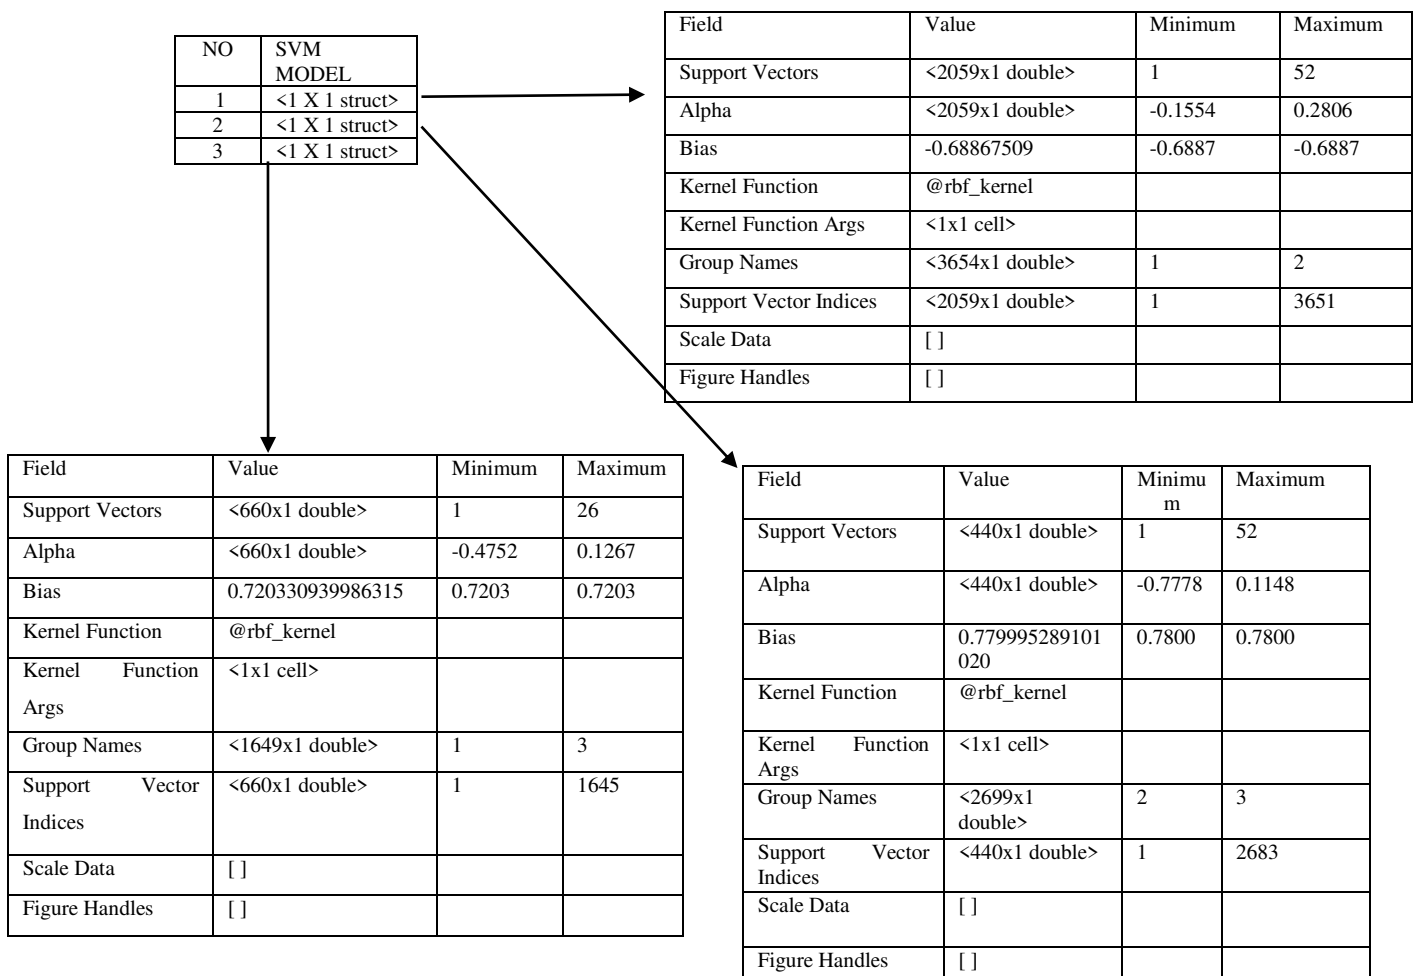 NO SVM
MODEL
1 <1 X 1 struct>
2 <1 X 1 struct>
3 <1 X 1 struct>
Field Value Minimum Maximum
Support Vectors <2059x1 double> 1 52
Alpha <2059x1 double> -0.1554 0.2806
Bias -0.68867509 -0.6887 -0.6887
Kernel Function @rbf_kernel
Kernel Function Args <1x1 cell>
Group Names <3654x1 double> 1 2
Support Vector Indices <2059x1 double> 1 3651
Scale Data [ ]
Figure Handles [ ]
Field Value Minimum Maximum
Support Vectors <660x1 double> 1 26
Alpha <660x1 double> -0.4752 0.1267
Bias 0.720330939986315 0.7203 0.7203
Kernel Function @rbf_kernel
Kernel Function <1x1 cell>
Args
Group Names <1649x1 double> 1 3
Support Vector <660x1 double> 1 1645
Indices
Scale Data [ ]
Figure Handles [ ]
Field Value Minimu Maximum
m
Support Vectors <440x1 double> 1 52
Alpha <440x1 double> -0.7778 0.1148
Bias 0.779995289101 0.7800 0.7800
020
Kernel Function @rbf_kernel
Kernel Function <1x1 cell>
Args
Group Names <2699x1 2 3
double>
Support Vector <440x1 double> 1 2683
Indices
Scale Data [ ]
Figure Handles [ ]